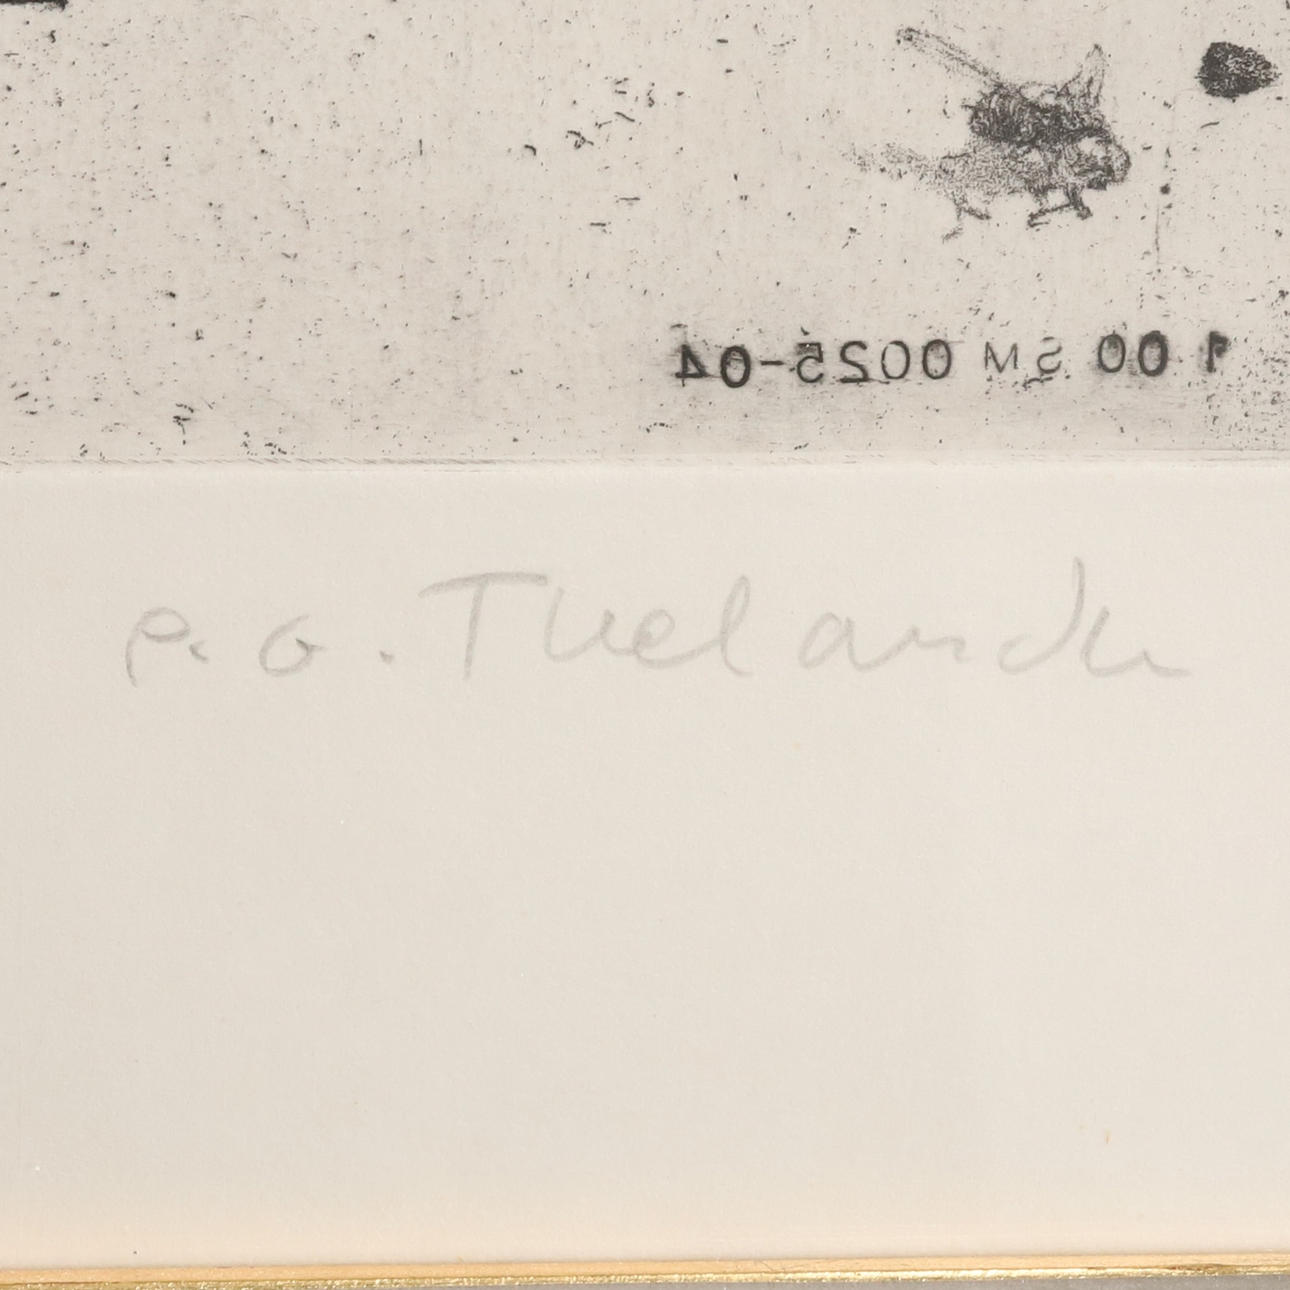 1 00 SM 0025-04
P.G. Thelander